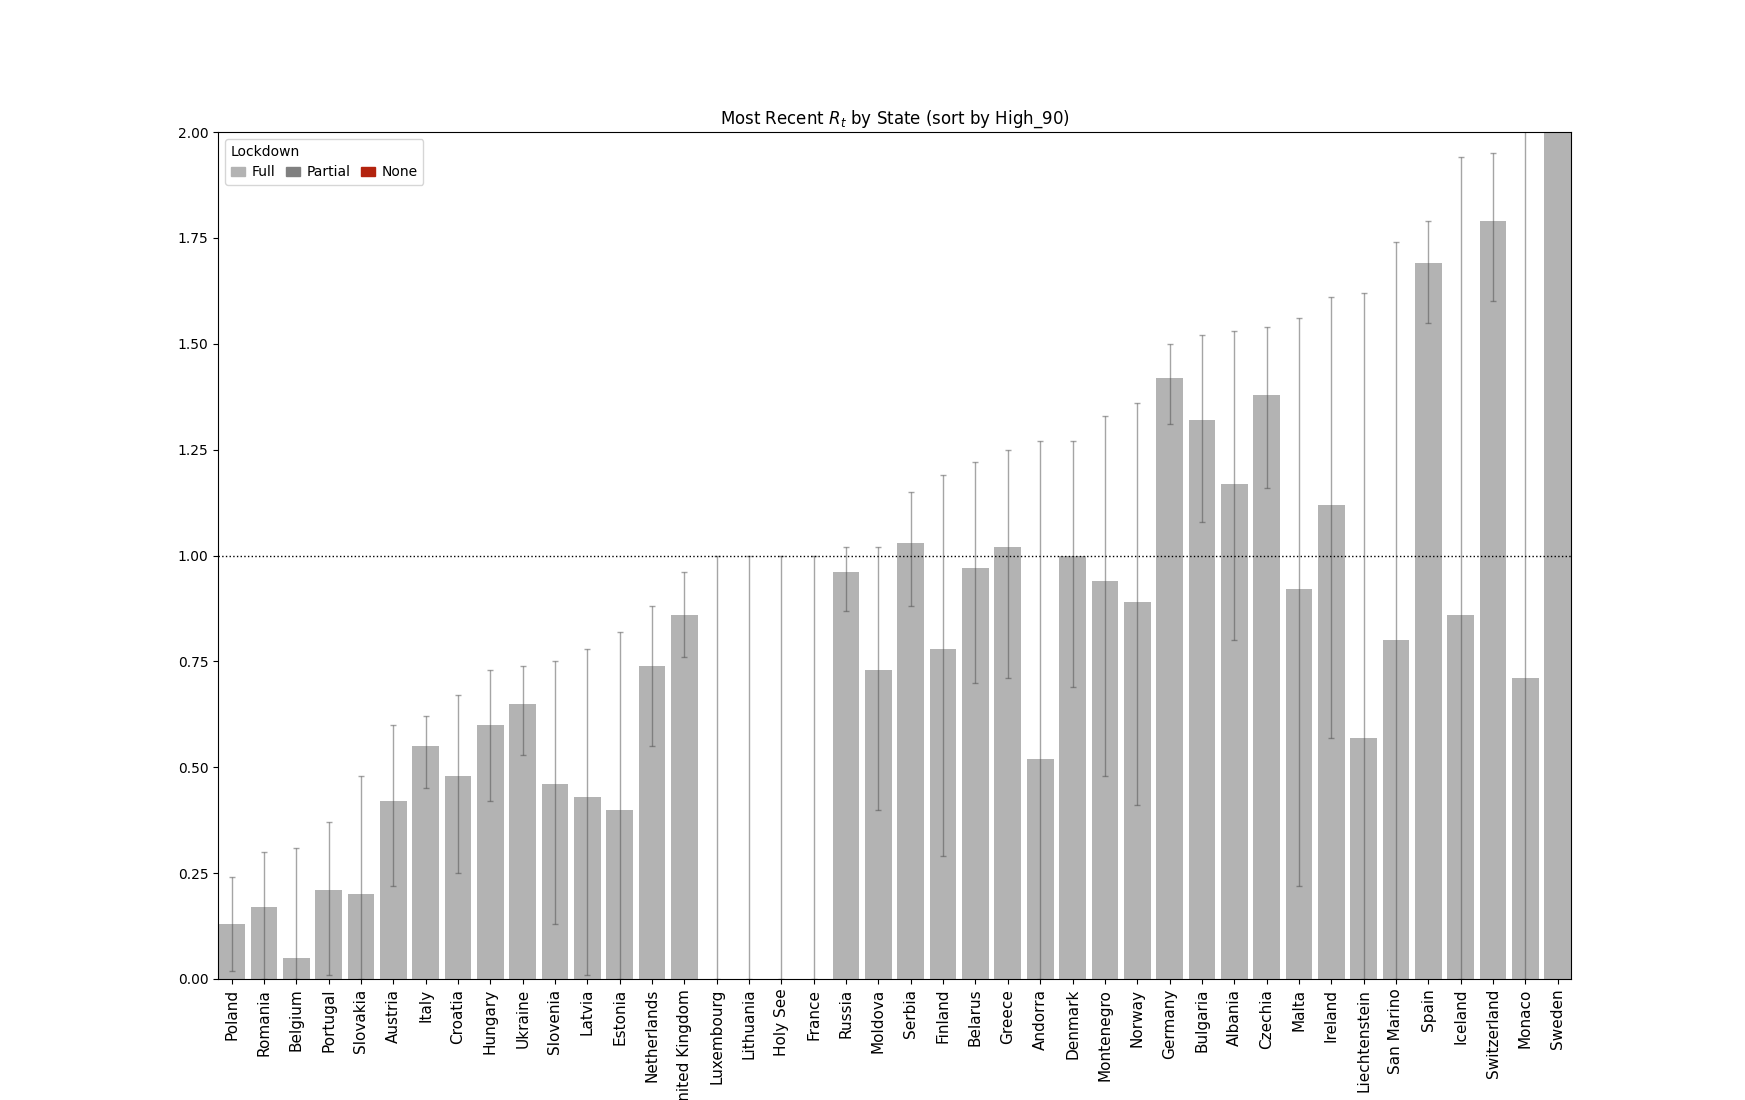 Most Recent R_t by State (sort by High_90)
Lockdown
Full Partial None
2.00
1.75
1.50
1.25
1.00
0.75
0.50
0.25
0.00
Poland
Romania
Belgium
Portugal
Slovakia
Austria
Italy
Croatia
Hungary
Ukraine
Slovenia
Latvia
Estonia
Netherlands
nited Kingdom
Luxembourg
Lithuania
Holy See
France
Russia
Moldova
Serbia
Finland
Belarus
Greece
Andorra
Denmark
Montenegro
Norway
Germany
Bulgaria
Albania
Czechia
Malta
Ireland
Liechtenstein
San Marino
Spain
Iceland
Switzerland
Monaco
Sweden